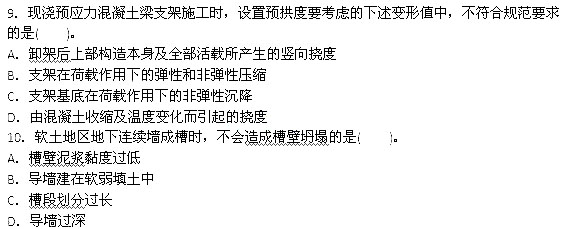 9. 现浇预应力混凝土梁支架施工时，设置预拱度要考虑的下述变形值中，不符合规范要求
的是(　　)。
A. 卸架后上部构造本身及全部活载所产生的竖向挠度
B. 支架在荷载作用下的弹性和非弹性压缩
C. 支架基底在荷载作用下的非弹性沉降
D. 由混凝土收缩及温度变化而引起的挠度
10. 软土地区地下连续墙成槽时，不会造成槽壁坍塌的是(　　)。
A. 槽壁泥浆黏度过低
B. 导墙建在软弱填土中
C. 槽段划分过长
D. 导墙过深